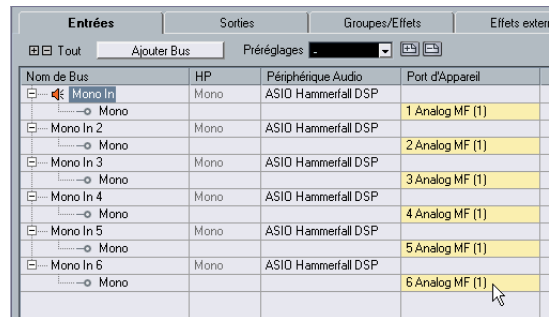 Entrées Sorties Groupes/Effets Effets exter
Tout Ajouter Bus Préréglages -
Nom de Bus HP Périphérique Audio Port d'Appareil
Mono In Mono ASIO Hammerfall DSP
Mono 1 Analog MF (1)
Mono In 2 Mono ASIO Hammerfall DSP
Mono 2 Analog MF (1)
Mono In 3 Mono ASIO Hammerfall DSP
Mono 3 Analog MF (1)
Mono In 4 Mono ASIO Hammerfall DSP
Mono 4 Analog MF (1)
Mono In 5 Mono ASIO Hammerfall DSP
Mono 5 Analog MF (1)
Mono In 6 Mono ASIO Hammerfall DSP
Mono 6 Analog MF (1)